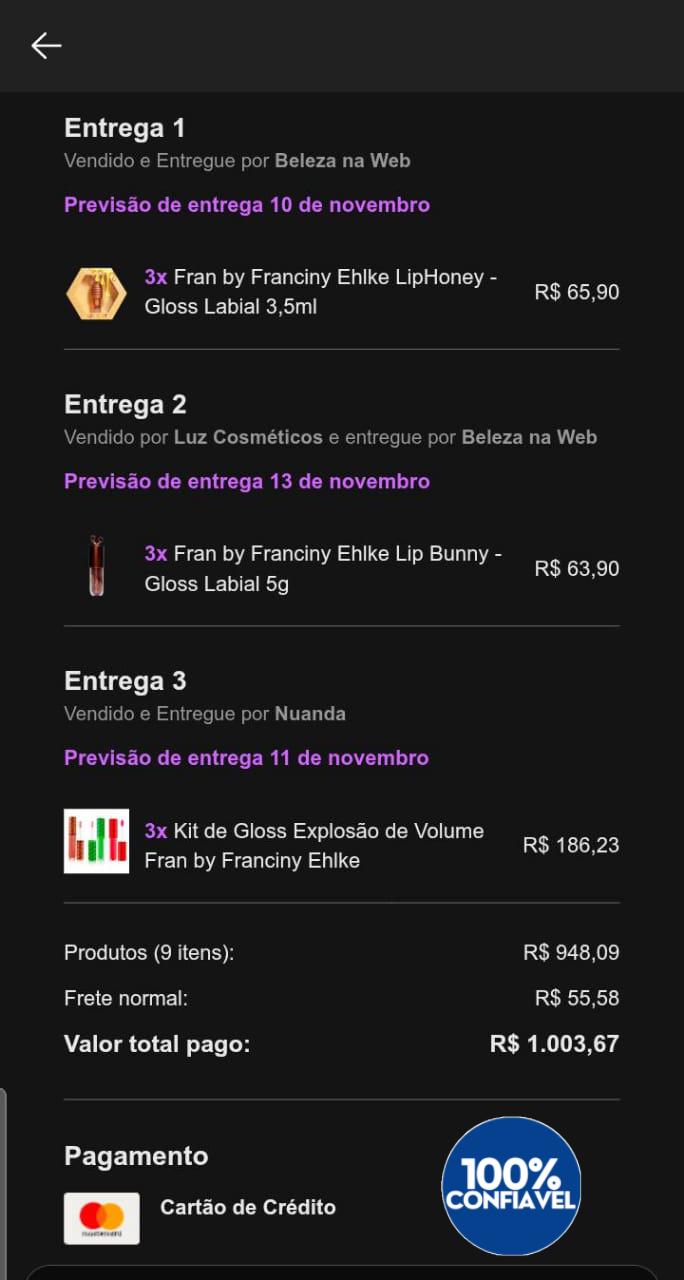 Entrega 1
Vendido e Entregue por Beleza na Web
Previsão de entrega 10 de novembro
3x Fran by Franciny Ehlke LipHoney -
Gloss Labial 3,5ml
R$ 65,90
Entrega 2
Vendido por Luz Cosméticos e entregue por Beleza na Web
Previsão de entrega 13 de novembro
3x Fran by Franciny Ehlke Lip Bunny -
Gloss Labial 5g
R$ 63,90
Entrega 3
Vendido e Entregue por Nuanda
Previsão de entrega 11 de novembro
3x Kit de Gloss Explosão de Volume
Fran by Franciny Ehlke
R$ 186,23
Produtos (9 itens): R$ 948,09
Frete normal: R$ 55,58
Valor total pago: R$ 1.003,67
Pagamento
mastercard
Cartão de Crédito
100%
CONFIAVEL